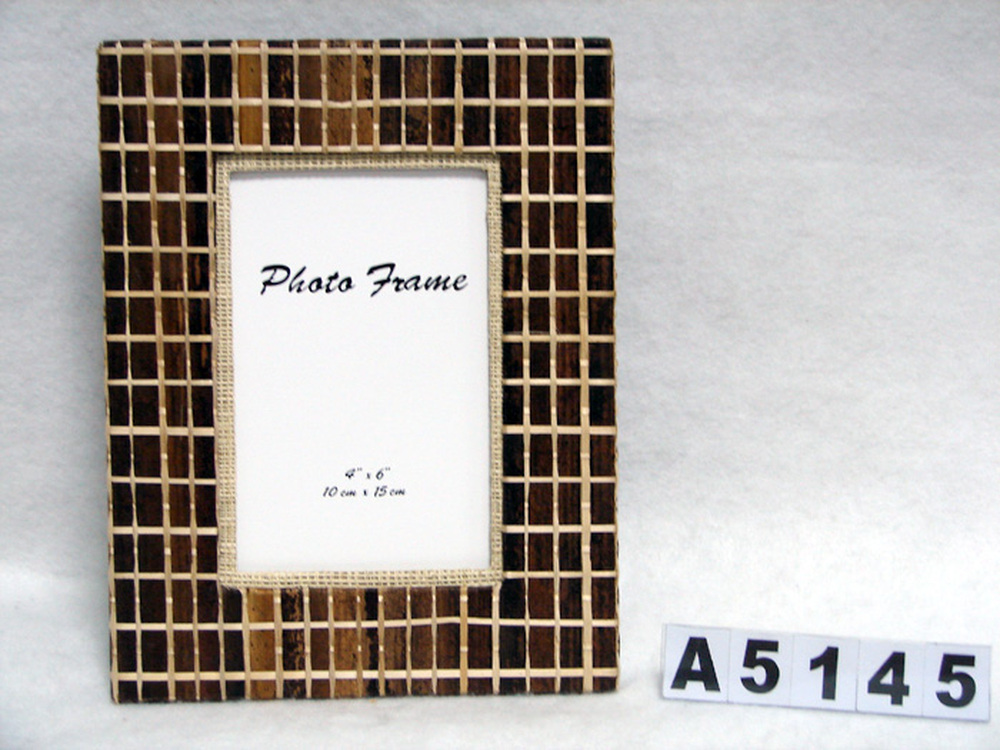 Photo Frame
4" x 6"
10 cm x 15 cm
A5145